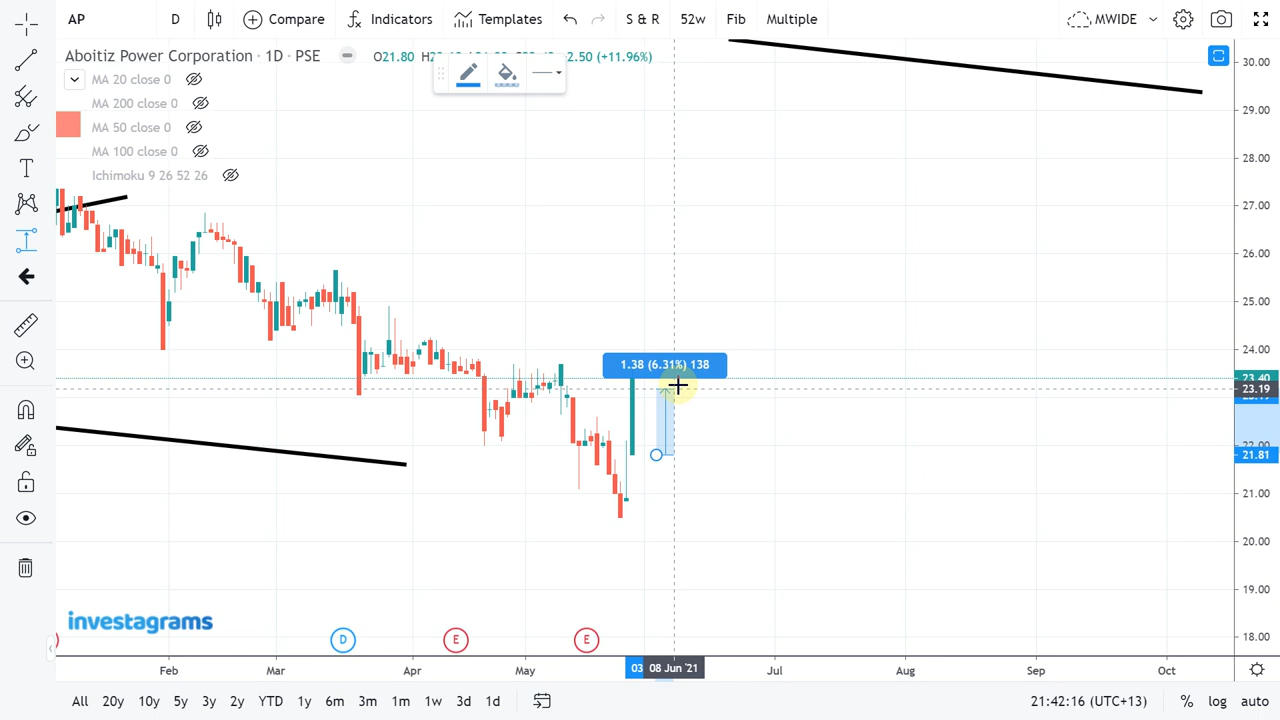 AP D Compare Indicators Templates S & R 52w Fib Multiple MWIDE
Aboitiz Power Corporation · 1D · PSE O21.80 2.50 (+11.96%)
MA 20 close 0
MA 200 close 0
MA 50 close 0
MA 100 close 0
Ichimoku 9 26 52 26
30.00
29.00
28.00
27.00
26.00
25.00
24.00
1.38 (6.31%) 138
23.40
23.19
22.00
21.81
21.00
20.00
19.00
18.00
investagrams
D E E
Feb Mar Apr May 03 08 Jun '21 Jul Aug Sep Oct
All 20y 10y 5y YTD 3y 2y 1y 6m 3m 1m 1w 3d 1d 21:42:16 (UTC+13) % log auto